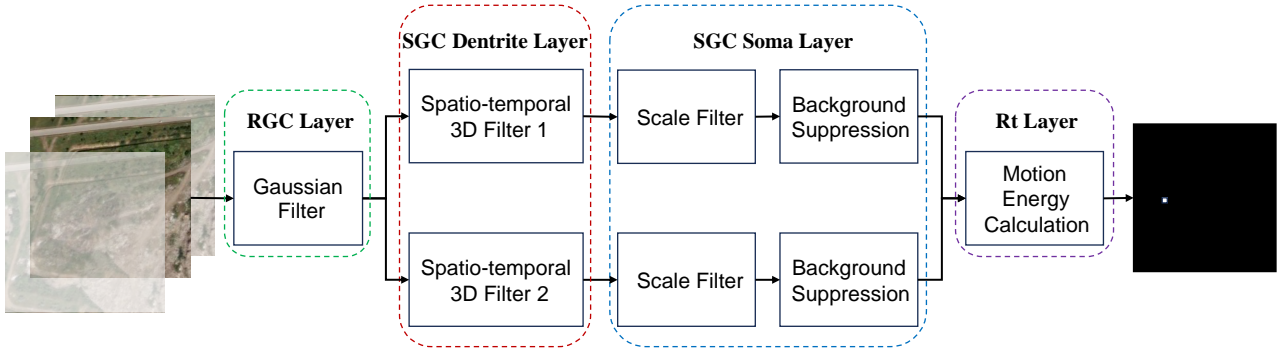 RGC Layer
Gaussian
Filter
SGC Dentrite Layer
Spatio-temporal
3D Filter 1
Spatio-temporal
3D Filter 2
SGC Soma Layer
Scale Filter
Background
Suppression
Scale Filter
Background
Suppression
Rt Layer
Motion
Energy
Calculation